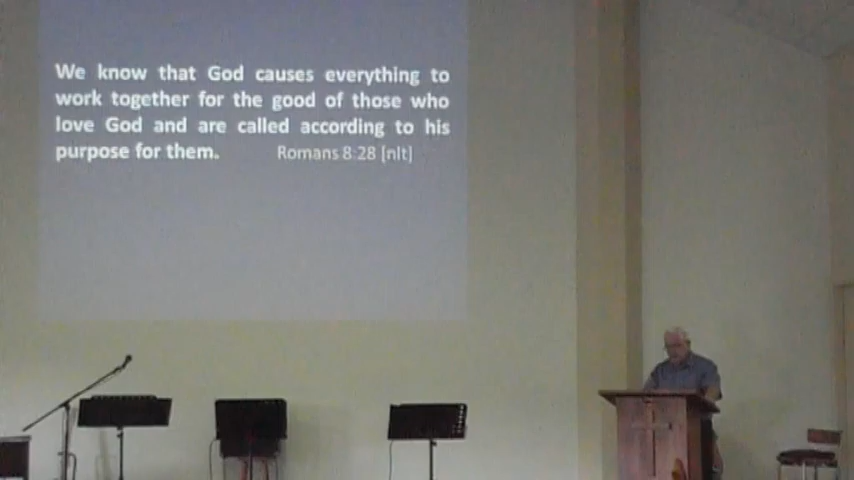 We know that God causes everything to
work together for the good of those who
love God and are called according to his
purpose for them. Romans 8:28 [nlt]